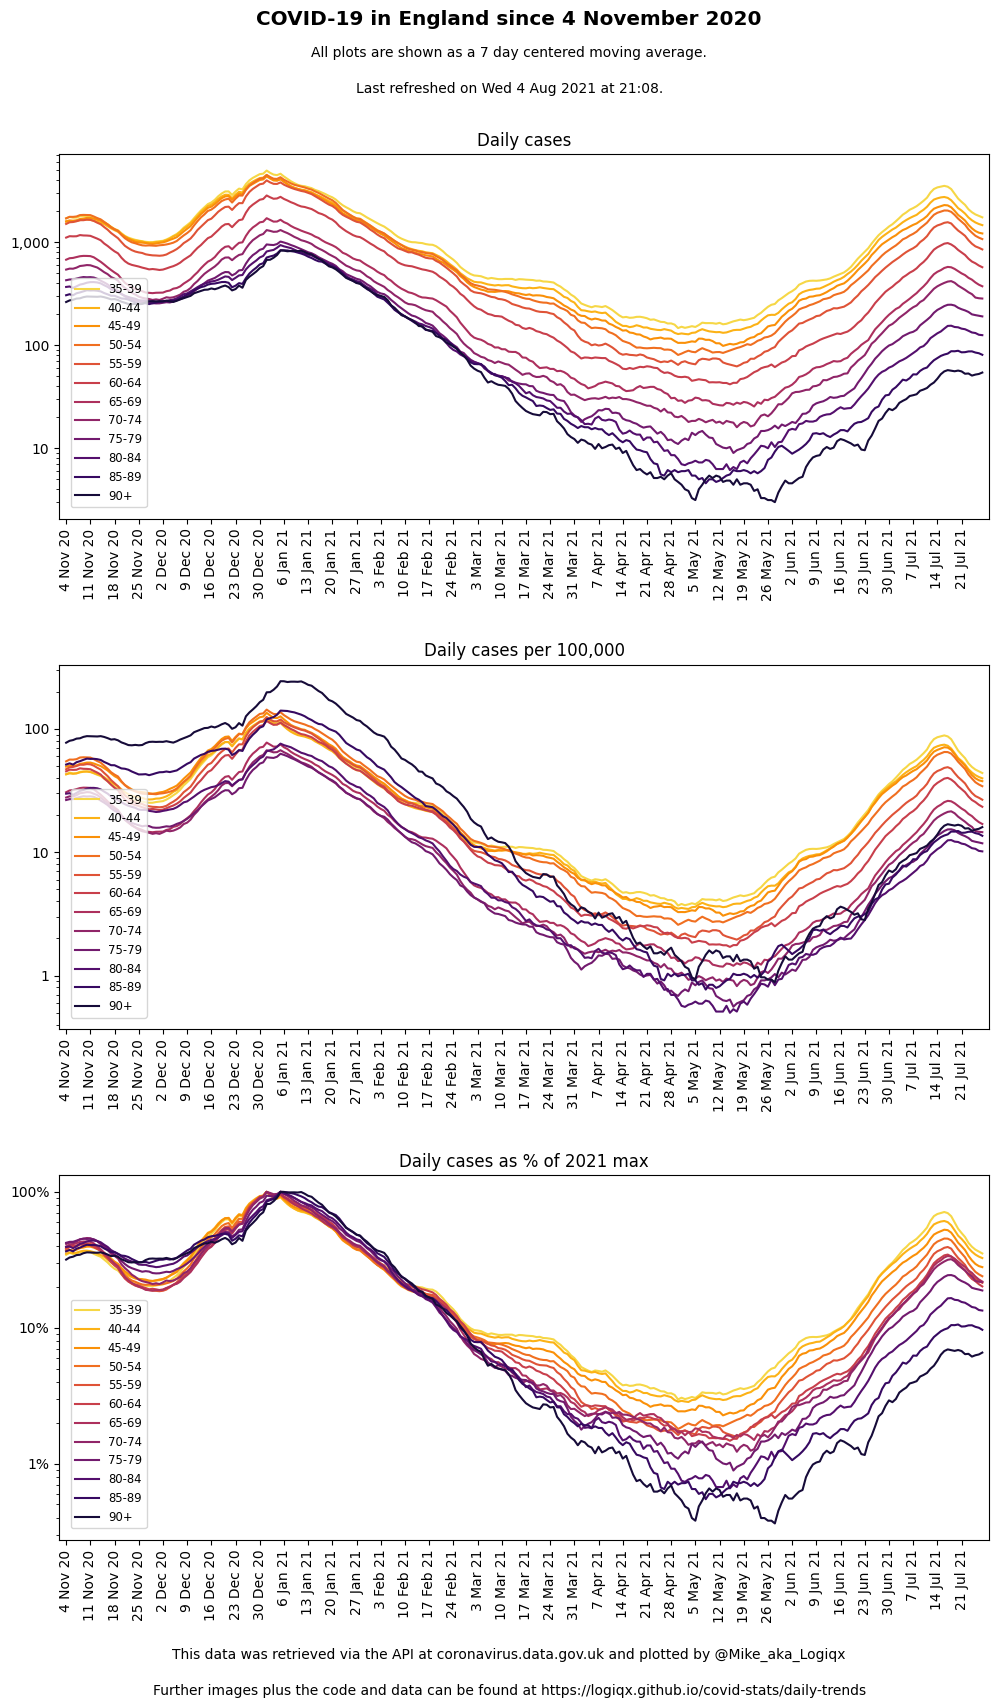 COVID-19 in England since 4 November 2020
All plots are shown as a 7 day centered moving average.
Last refreshed on Wed 4 Aug 2021 at 21:08.
Daily cases
1,000
100
10
35-39
40-44
45-49
50-54
55-59
60-64
65-69
70-74
75-79
80-84
85-89
90+
4 Nov 20
11 Nov 20
18 Nov 20
25 Nov 20
2 Dec 20
9 Dec 20
16 Dec 20
23 Dec 20
30 Dec 20
6 Jan 21
13 Jan 21
20 Jan 21
27 Jan 21
3 Feb 21
10 Feb 21
17 Feb 21
24 Feb 21
3 Mar 21
10 Mar 21
17 Mar 21
24 Mar 21
31 Mar 21
7 Apr 21
14 Apr 21
21 Apr 21
28 Apr 21
5 May 21
12 May 21
19 May 21
26 May 21
2 Jun 21
9 Jun 21
16 Jun 21
23 Jun 21
30 Jun 21
7 Jul 21
14 Jul 21
21 Jul 21
Daily cases per 100,000
100
10
1
35-39
40-44
45-49
50-54
55-59
60-64
65-69
70-74
75-79
80-84
85-89
90+
4 Nov 20
11 Nov 20
18 Nov 20
25 Nov 20
2 Dec 20
9 Dec 20
16 Dec 20
23 Dec 20
30 Dec 20
6 Jan 21
13 Jan 21
20 Jan 21
27 Jan 21
3 Feb 21
10 Feb 21
17 Feb 21
24 Feb 21
3 Mar 21
10 Mar 21
17 Mar 21
24 Mar 21
31 Mar 21
7 Apr 21
14 Apr 21
21 Apr 21
28 Apr 21
5 May 21
12 May 21
19 May 21
26 May 21
2 Jun 21
9 Jun 21
16 Jun 21
23 Jun 21
30 Jun 21
7 Jul 21
14 Jul 21
21 Jul 21
Daily cases as % of 2021 max
100%
10%
1%
35-39
40-44
45-49
50-54
55-59
60-64
65-69
70-74
75-79
80-84
85-89
90+
4 Nov 20
11 Nov 20
18 Nov 20
25 Nov 20
2 Dec 20
9 Dec 20
16 Dec 20
23 Dec 20
30 Dec 20
6 Jan 21
13 Jan 21
20 Jan 21
27 Jan 21
3 Feb 21
10 Feb 21
17 Feb 21
24 Feb 21
3 Mar 21
10 Mar 21
17 Mar 21
24 Mar 21
31 Mar 21
7 Apr 21
14 Apr 21
21 Apr 21
28 Apr 21
5 May 21
12 May 21
19 May 21
26 May 21
2 Jun 21
9 Jun 21
16 Jun 21
23 Jun 21
30 Jun 21
7 Jul 21
14 Jul 21
21 Jul 21
This data was retrieved via the API at coronavirus.data.gov.uk and plotted by @Mike_aka_Logiqx
Further images plus the code and data can be found at https://logiqx.github.io/covid-stats/daily-trends